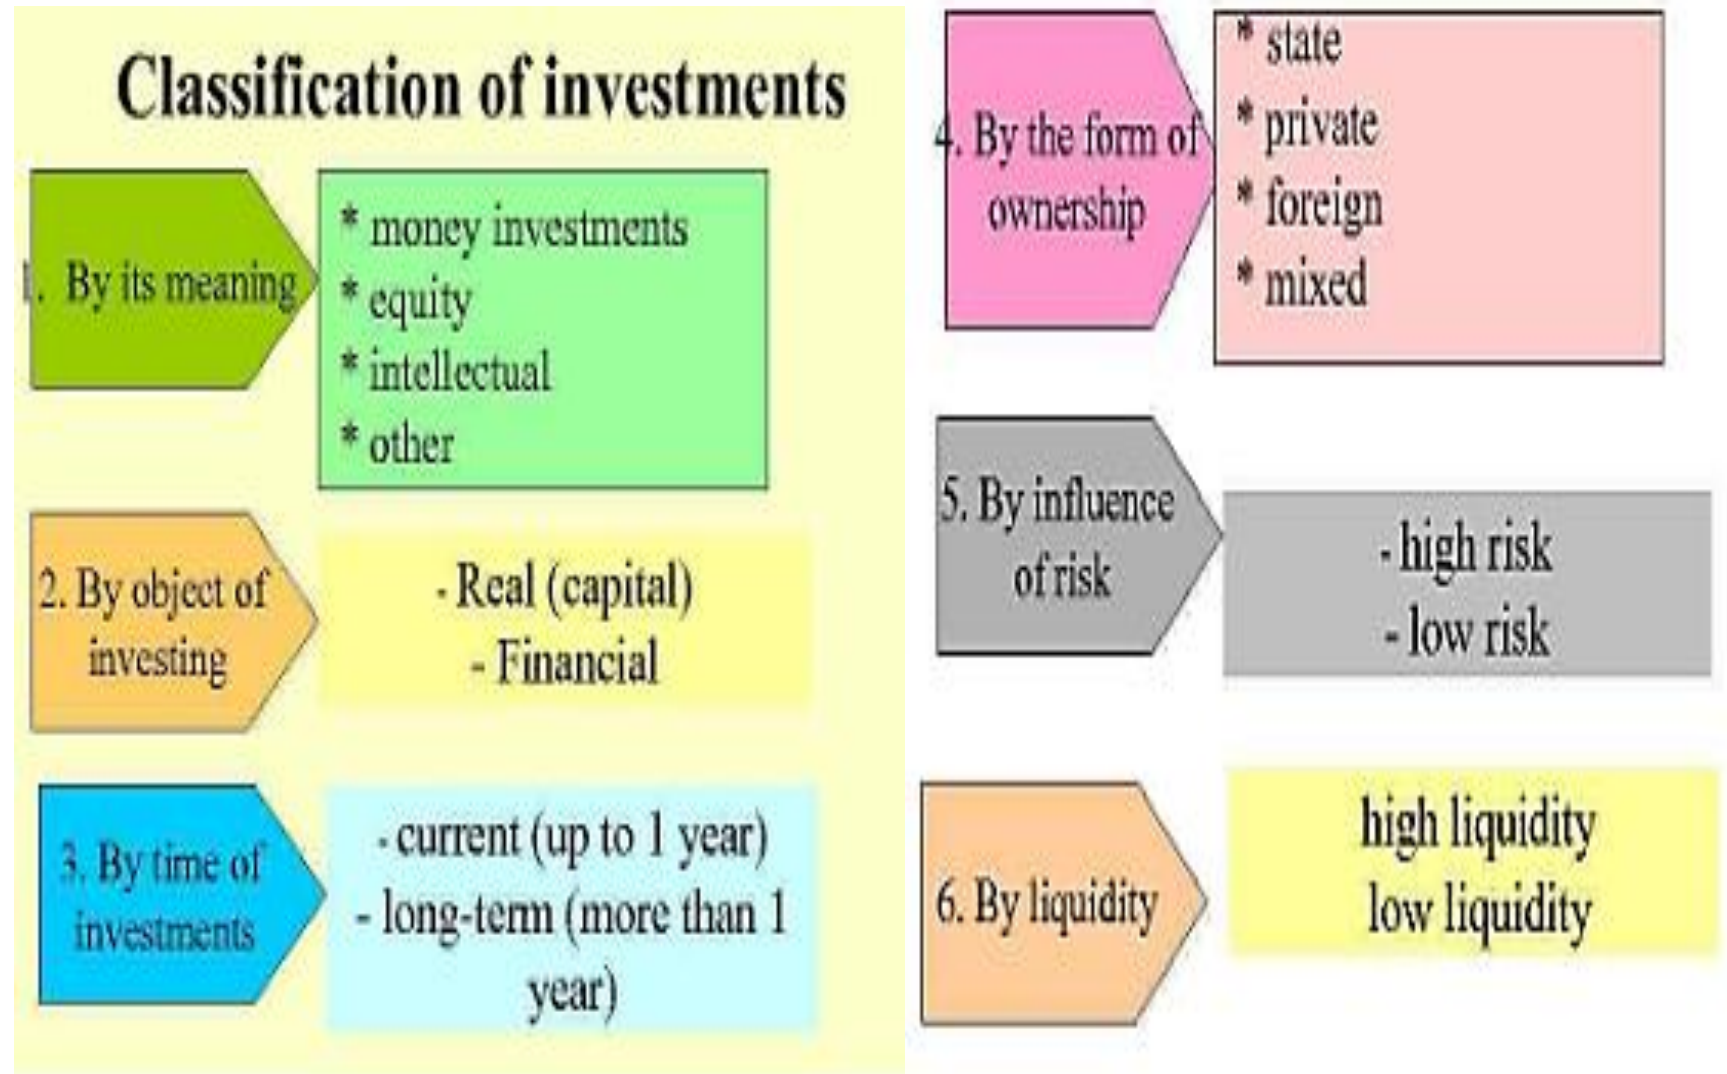 Classification of investments
1. By its meaning
* money investments
* equity
* intellectual
* other
2. By object of
investing
- Real (capital)
- Financial
3. By time of
investments
- current (up to 1 year)
- long-term (more than 1
year)
4. By the form of
ownership
* state
* private
* foreign
* mixed
5. By influence
of risk
- high risk
- low risk
6. By liquidity
high liquidity
low liquidity